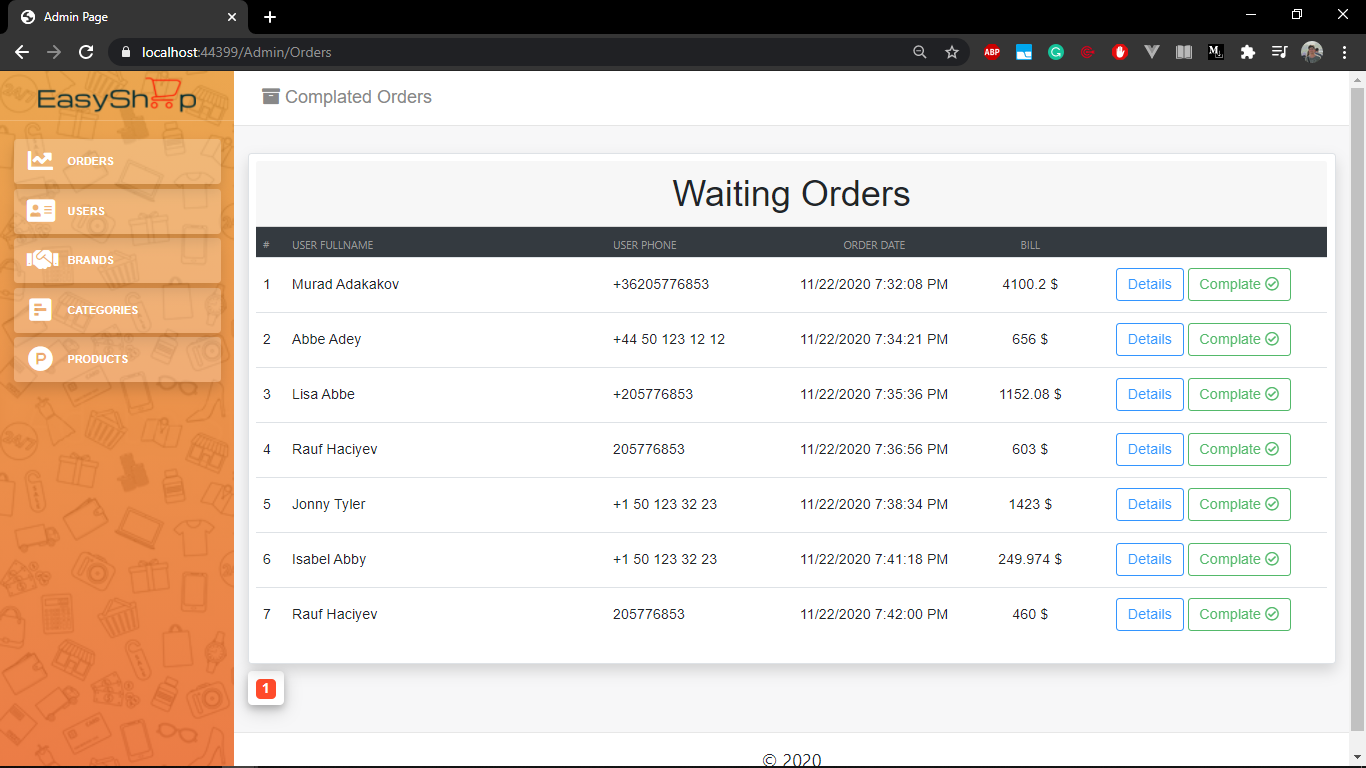 Admin Page
localhost:44399/Admin/Orders
ABP
G
M
EasyShop
Complated Orders
ORDERS
USERS
BRANDS
CATEGORIES
P PRODUCTS
Waiting Orders
# USER FULLNAME USER PHONE ORDER DATE BILL
1 Murad Adakakov +36205776853 11/22/2020 7:32:08 PM 4100.2 $ Details Complate
2 Abbe Adey +44 50 123 12 12 11/22/2020 7:34:21 PM 656 $ Details Complate
3 Lisa Abbe +205776853 11/22/2020 7:35:36 PM 1152.08 $ Details Complate
4 Rauf Haciyev 205776853 11/22/2020 7:36:56 PM 603 $ Details Complate
5 Jonny Tyler +1 50 123 32 23 11/22/2020 7:38:34 PM 1423 $ Details Complate
6 Isabel Abby +1 50 123 32 23 11/22/2020 7:41:18 PM 249.974 $ Details Complate
7 Rauf Haciyev 205776853 11/22/2020 7:42:00 PM 460 $ Details Complate
1
© 2020